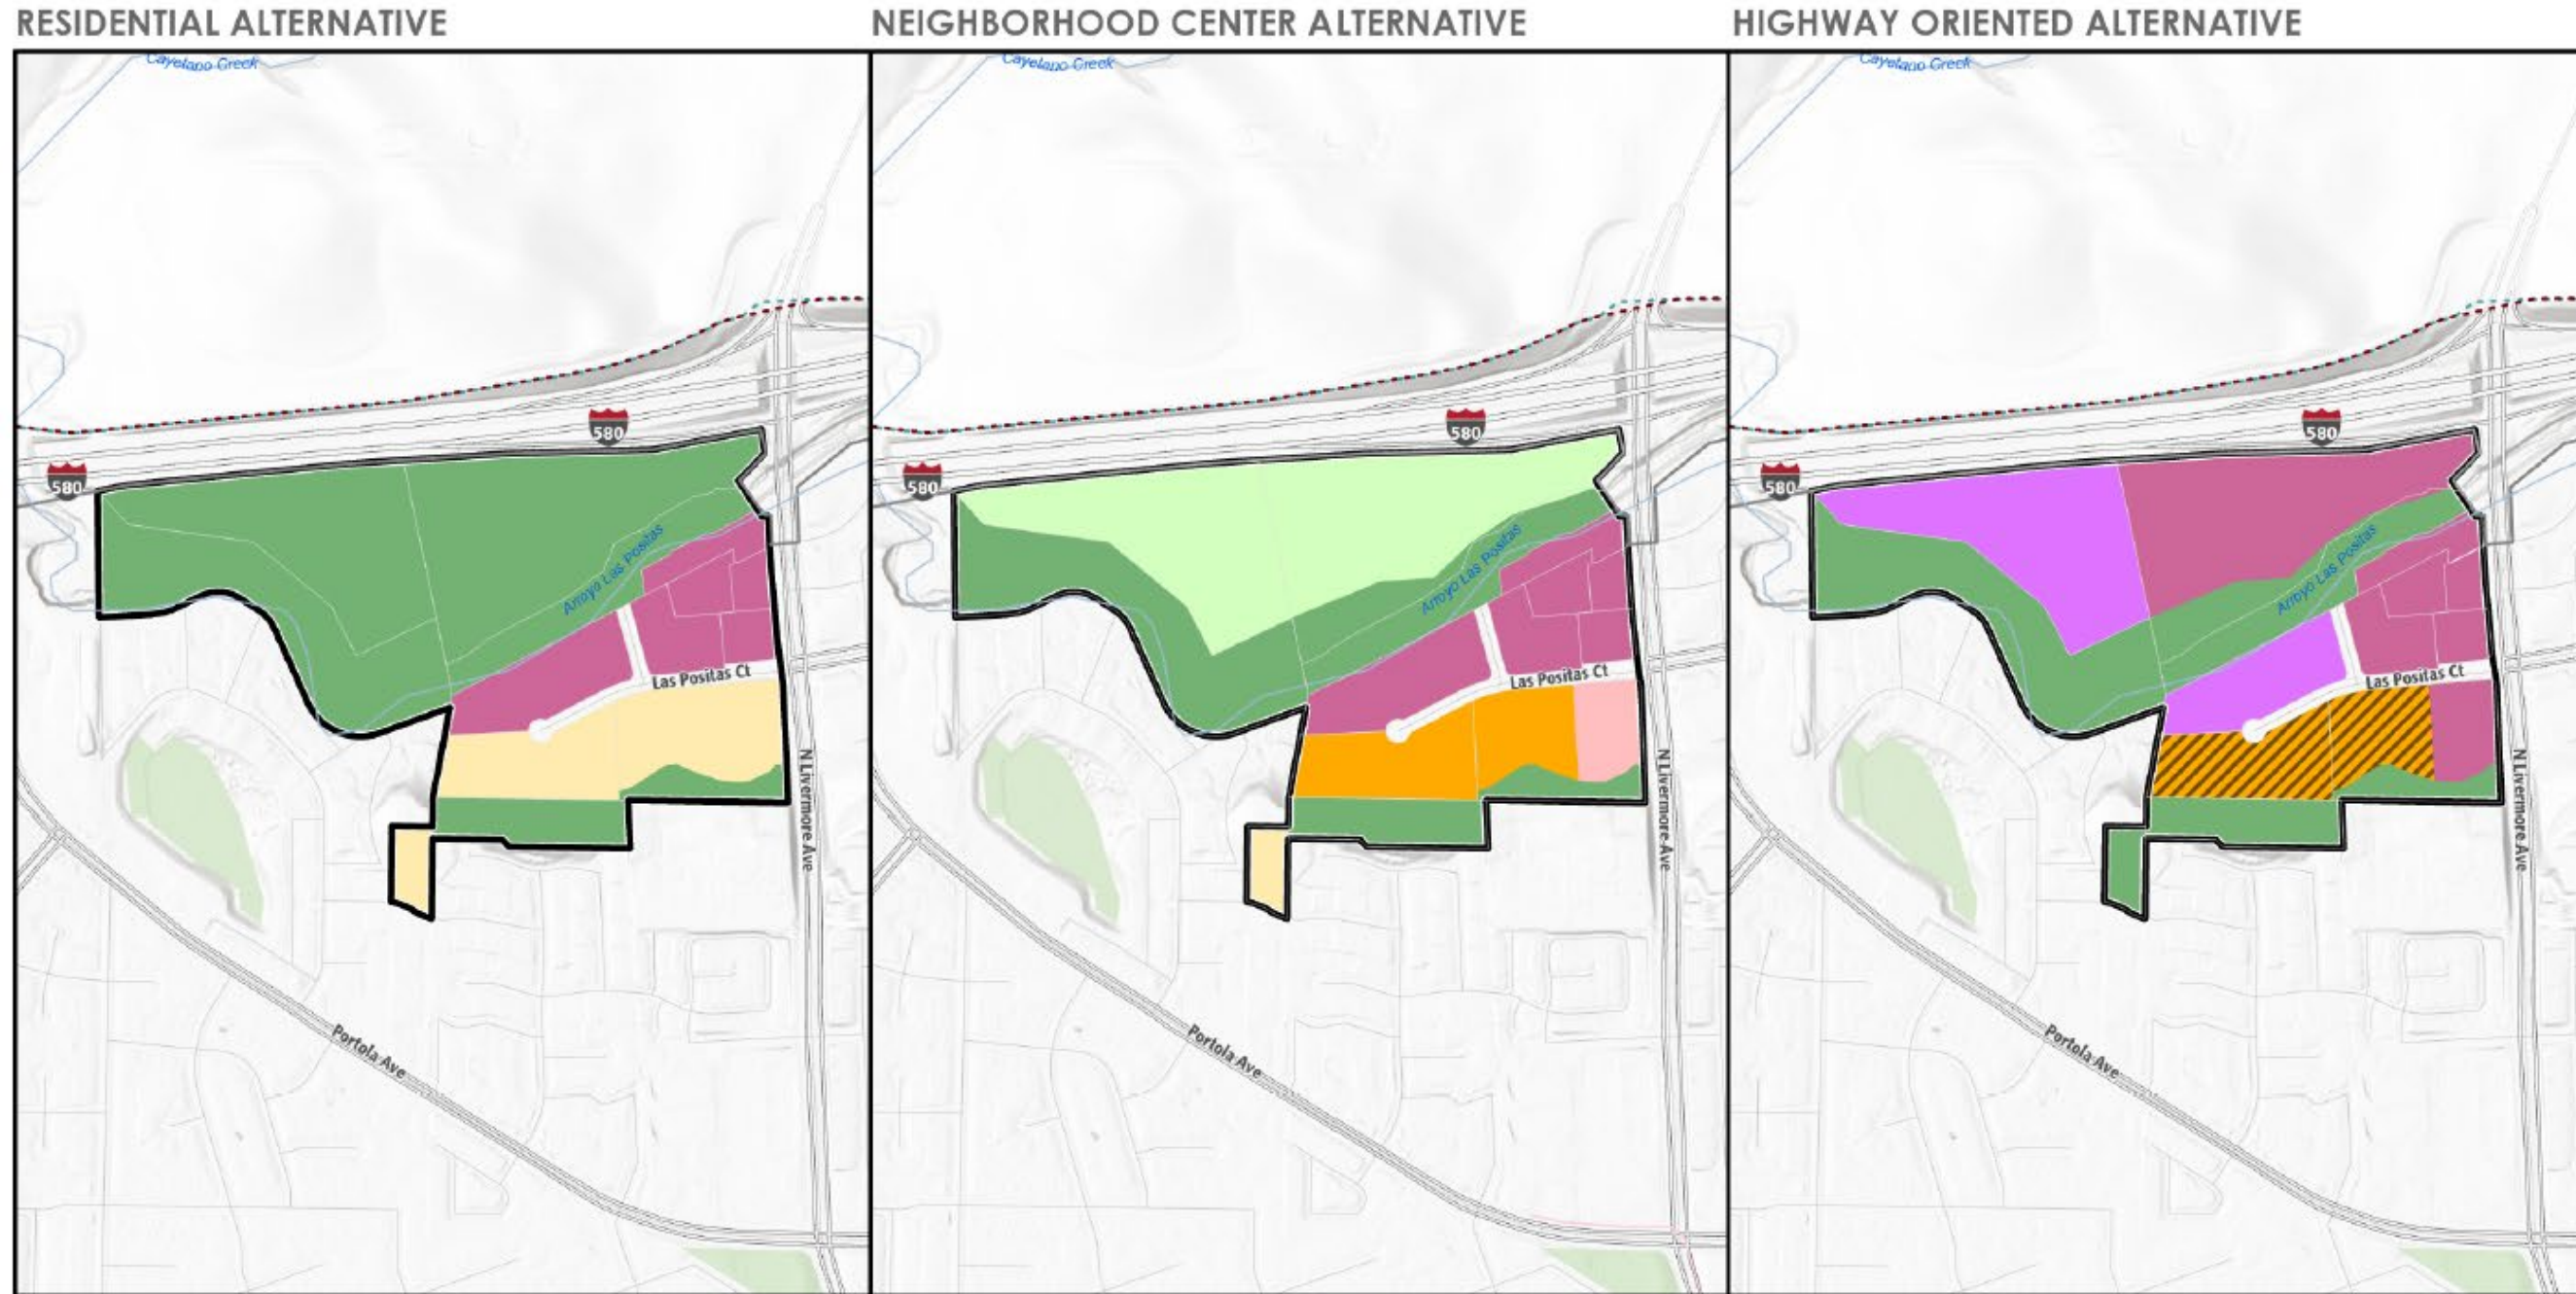 RESIDENTIAL ALTERNATIVE
NEIGHBORHOOD CENTER ALTERNATIVE
HIGHWAY ORIENTED ALTERNATIVE
Cayetano Creek
580
580
Arroyo Las Positas
Las Positas Ct
N Livermore Ave
Portola Ave
Cayetano Creek
580
580
Arroyo Las Positas
Las Positas Ct
N Livermore Ave
Portola Ave
Cayetano Creek
580
580
Arroyo Las Positas
Las Positas Ct
N Livermore Ave
Portola Ave